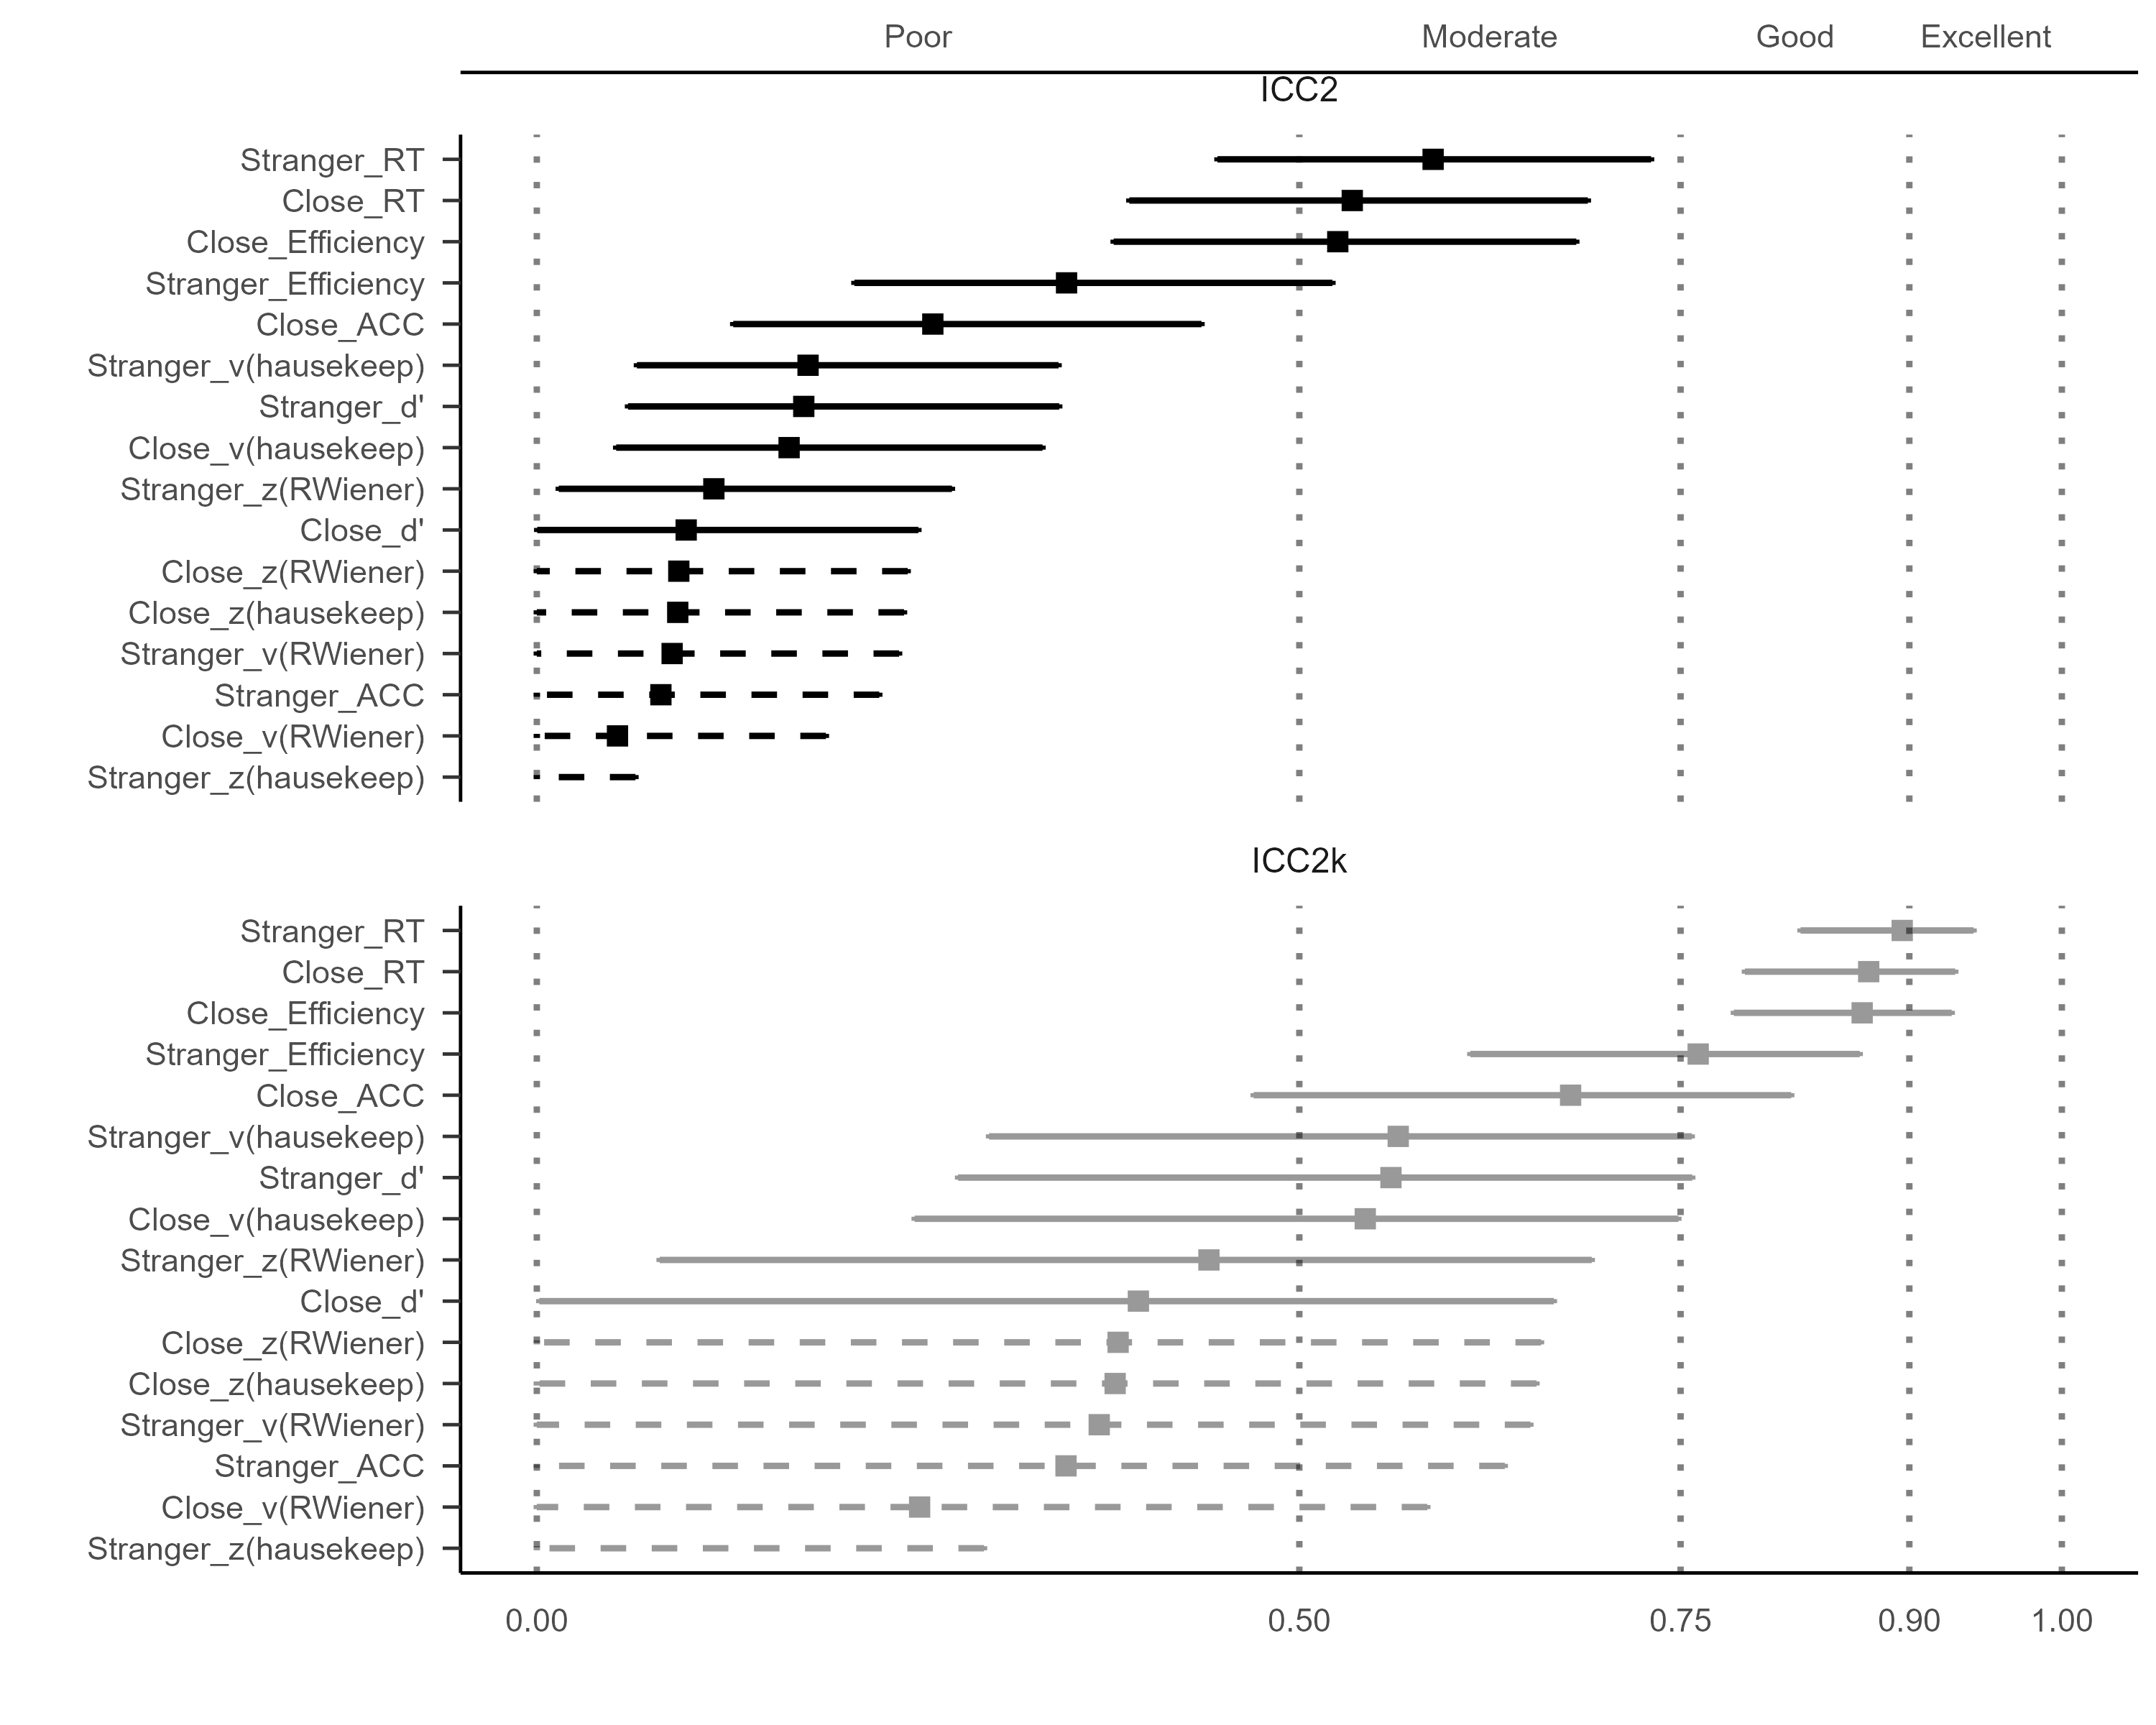 Poor Moderate Good Excellent
ICC2
Stranger_RT
Close_RT
Close_Efficiency
Stranger_Efficiency
Close_ACC
Stranger_v(hausekeep)
Stranger_d'
Close_v(hausekeep)
Stranger_z(RWiener)
Close_d'
Close_z(RWiener)
Close_z(hausekeep)
Stranger_v(RWiener)
Stranger_ACC
Close_v(RWiener)
Stranger_z(hausekeep)
ICC2k
Stranger_RT
Close_RT
Close_Efficiency
Stranger_Efficiency
Close_ACC
Stranger_v(hausekeep)
Stranger_d'
Close_v(hausekeep)
Stranger_z(RWiener)
Close_d'
Close_z(RWiener)
Close_z(hausekeep)
Stranger_v(RWiener)
Stranger_ACC
Close_v(RWiener)
Stranger_z(hausekeep)
0.00 0.50 0.75 0.90 1.00